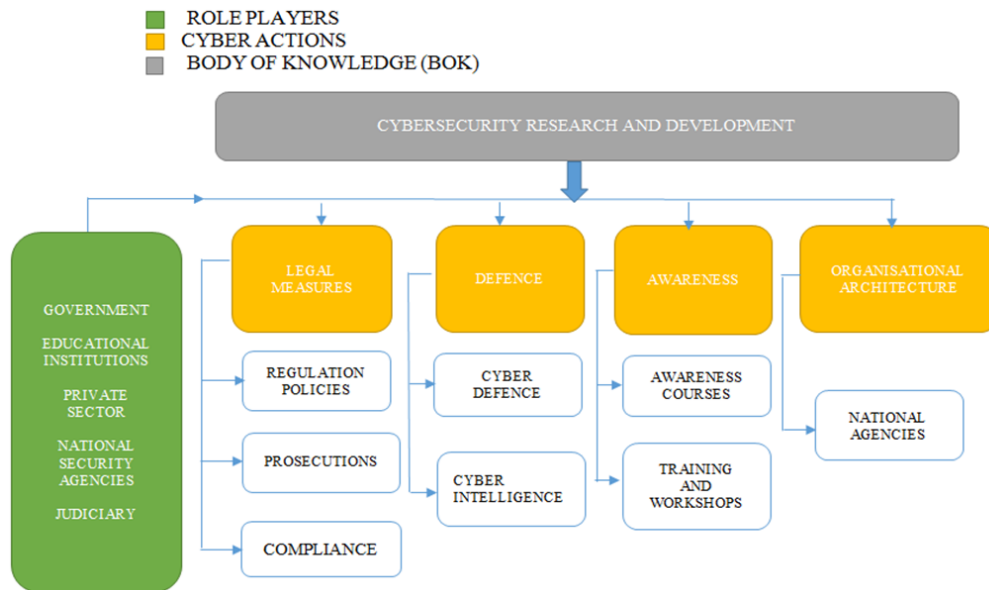 ROLE PLAYERS
CYBER ACTIONS
BODY OF KNOWLEDGE (BOK)
CYBERSECURITY RESEARCH AND DEVELOPMENT
GOVERNMENT
EDUCATIONAL
INSTITUTIONS
PRIVATE
SECTOR
NATIONAL
SECURITY
AGENCIES
JUDICIARY
LEGAL
MEASURES
REGULATION
POLICIES
PROSECUTIONS
COMPLIANCE
DEFENCE
CYBER
DEFENCE
CYBER
INTELLIGENCE
AWARENESS
AWARENESS
COURSES
TRAINING
AND
WORKSHOPS
ORGANISATIONAL
ARCHITECTURE
NATIONAL
AGENCIES